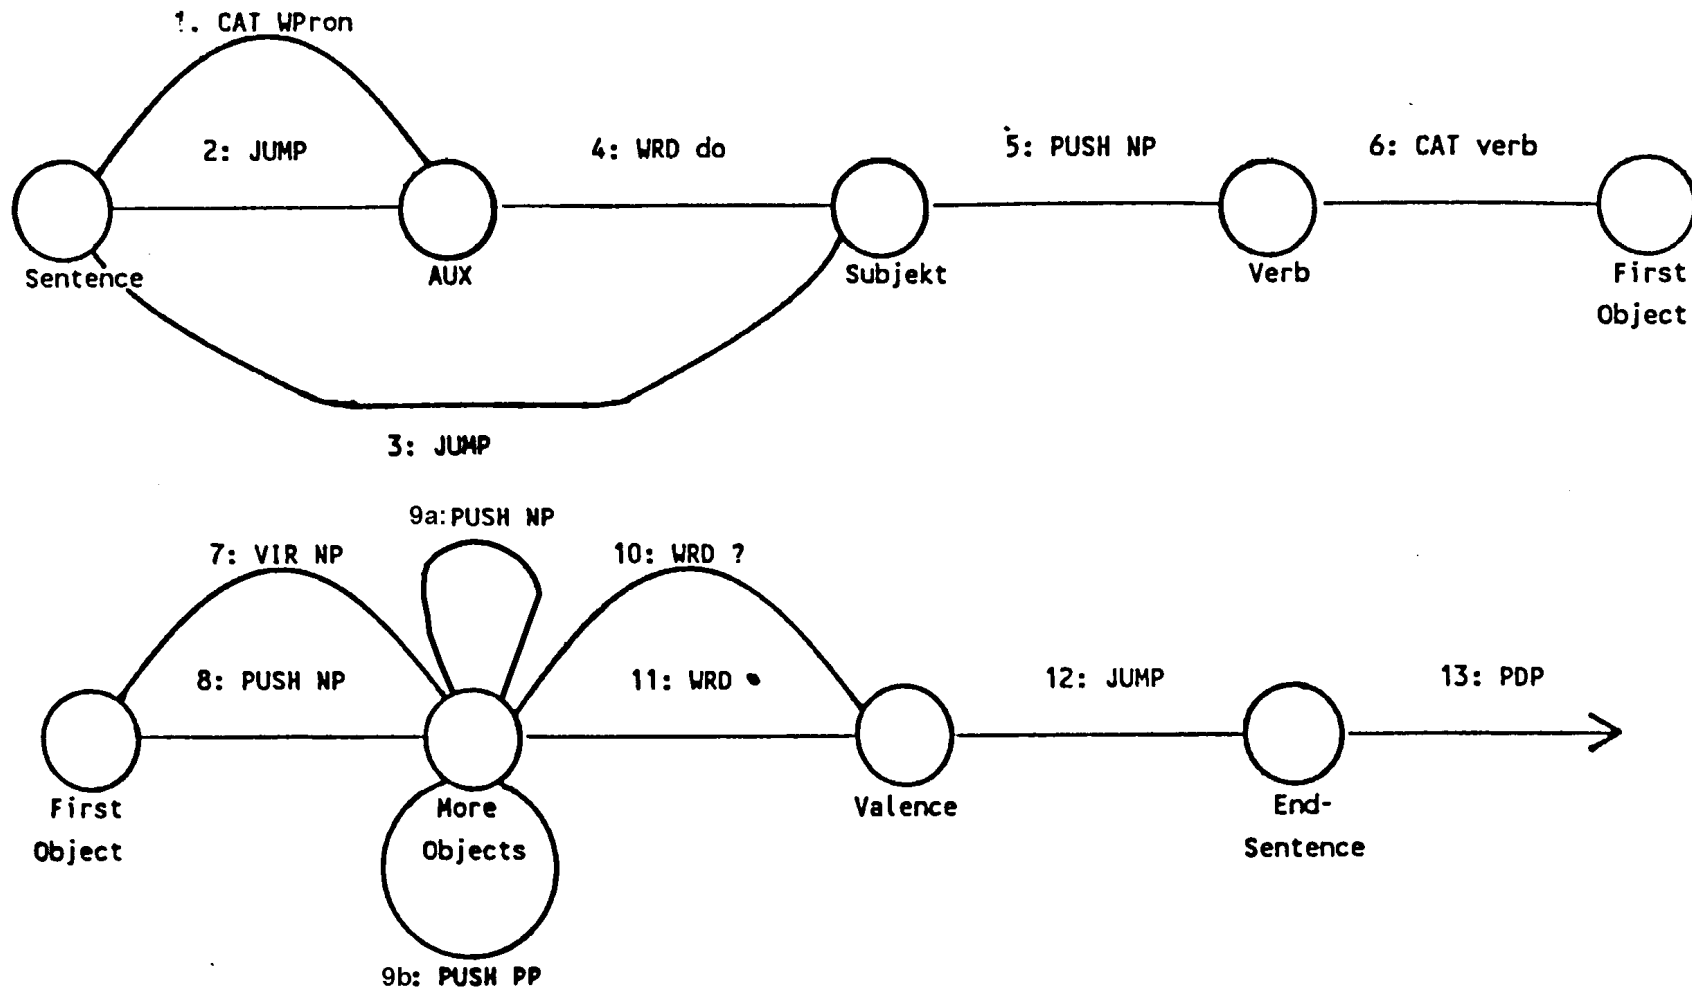 1. CAT WPron
2: JUMP
4: WRD do
5: PUSH NP
6: CAT verb
Sentence
AUX
Subjekt
Verb
First
Object
3: JUMP
9a: PUSH NP
7: VIR NP
10: WRD ?
8: PUSH NP
11: WRD •
12: JUMP
13: PDP
First
Object
More
Objects
Valence
End-
Sentence
9b: PUSH PP